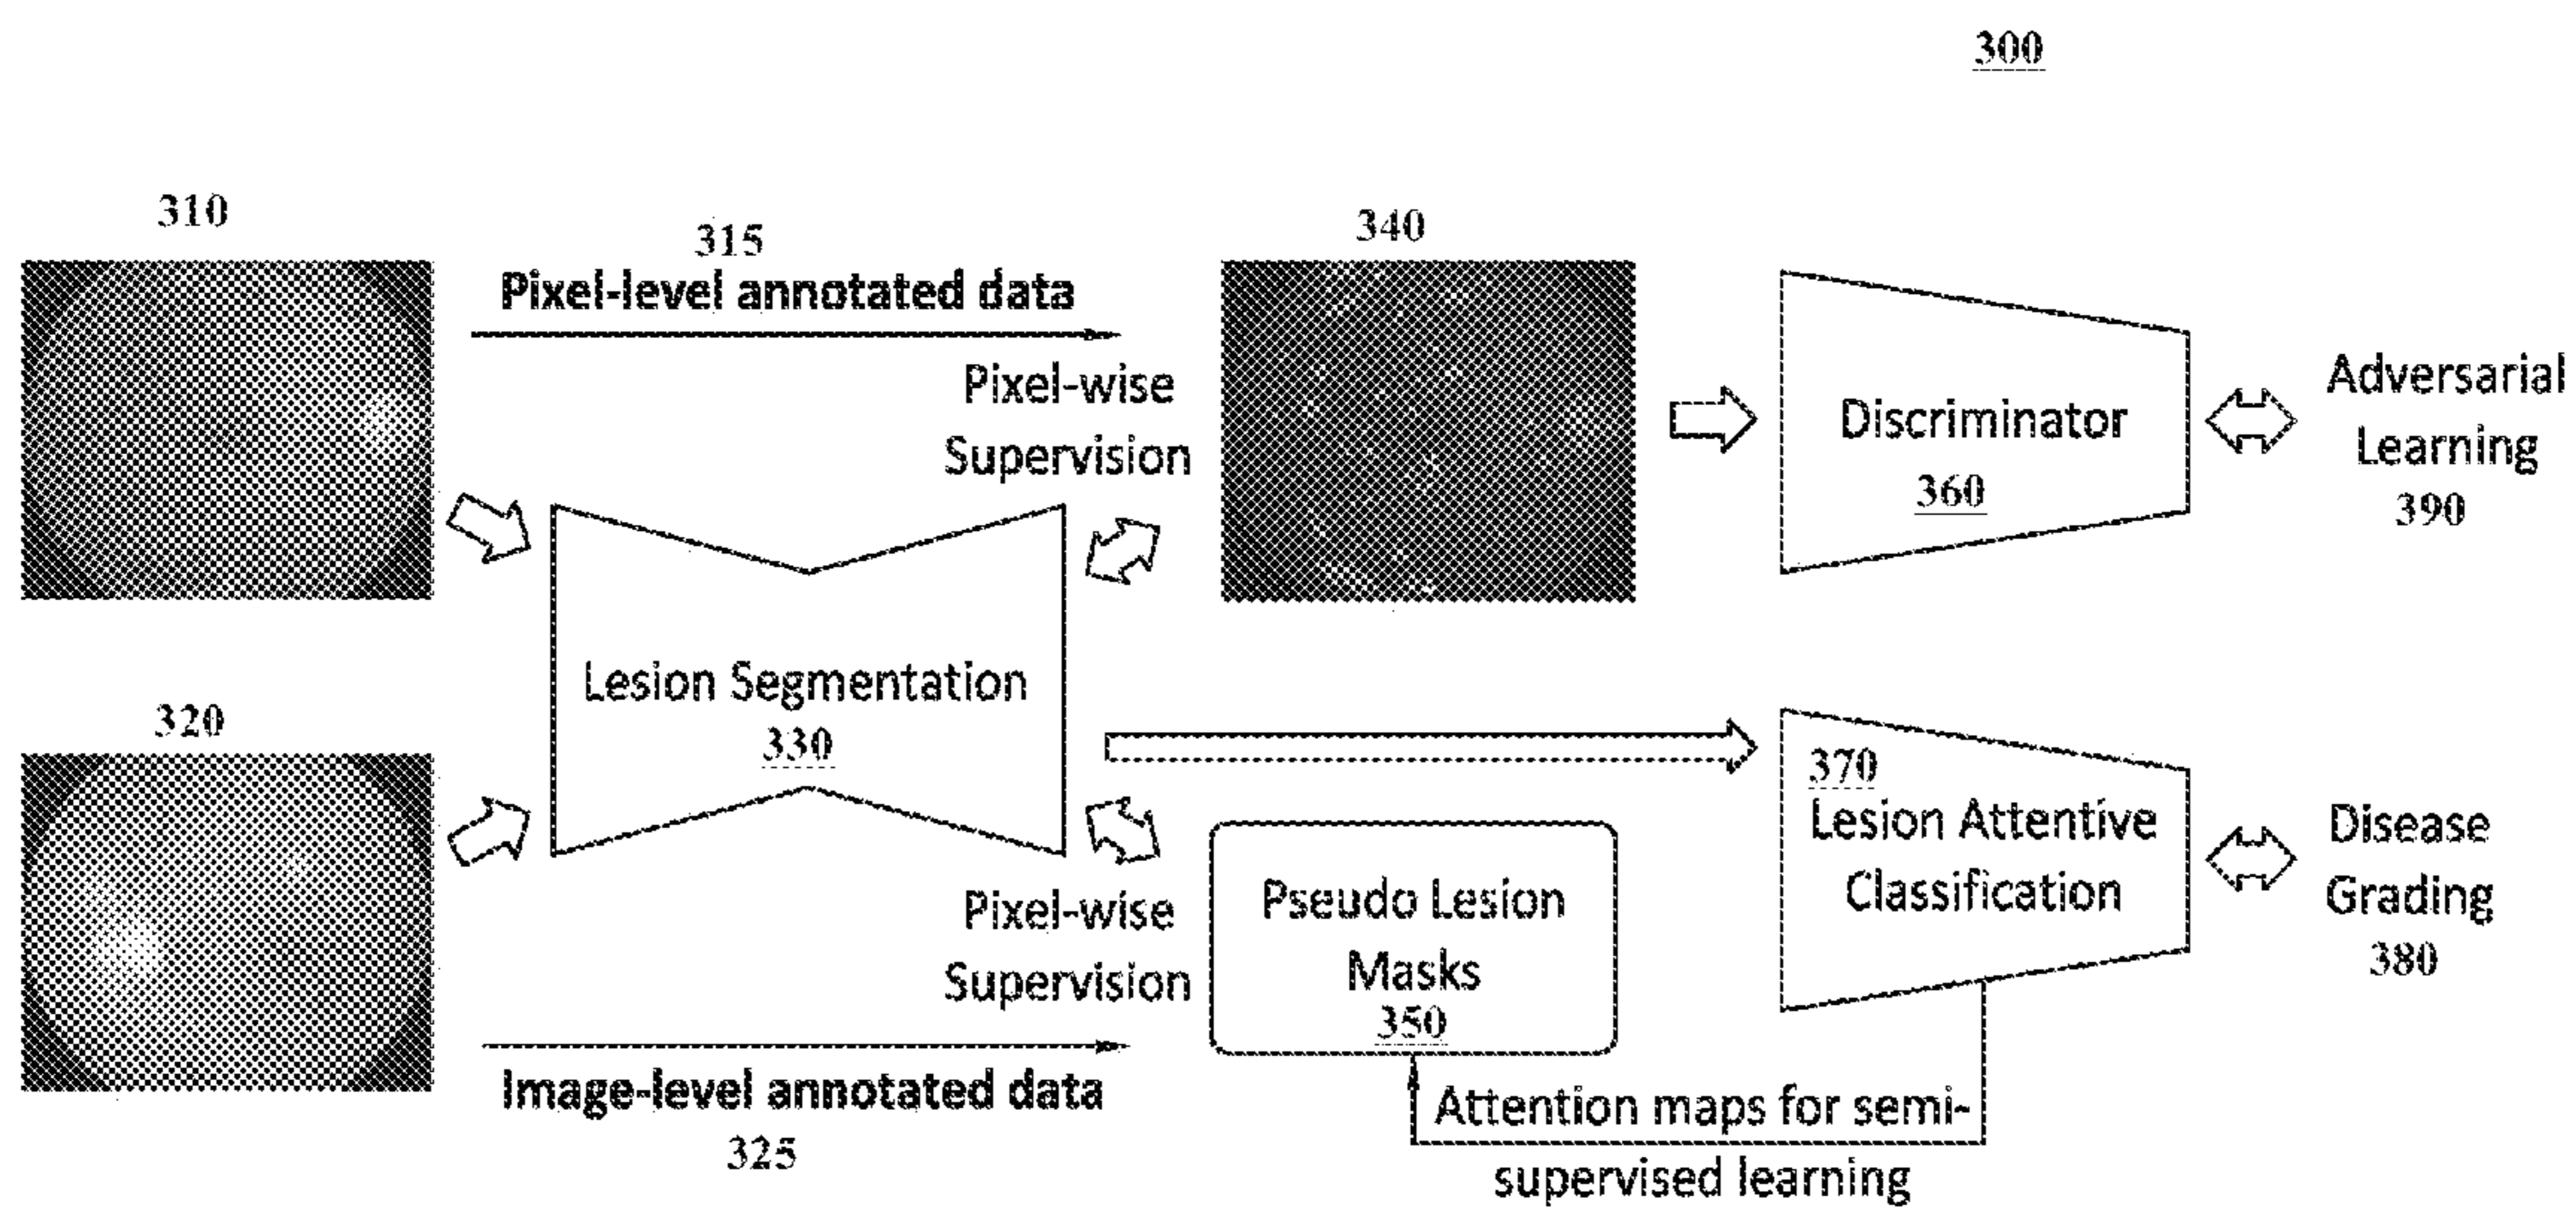 300
310
315
Pixel-level annotated data
340
Pixel-wise
Supervision
Discriminator
360
Adversarial
Learning
390
320
Lesion Segmentation
330
370
Lesion Attentive
Classification
Disease
Grading
380
Pixel-wise
Supervision
Pseudo Lesion
Masks
350
Image-level annotated data
325
Attention maps for semi-
supervised learning